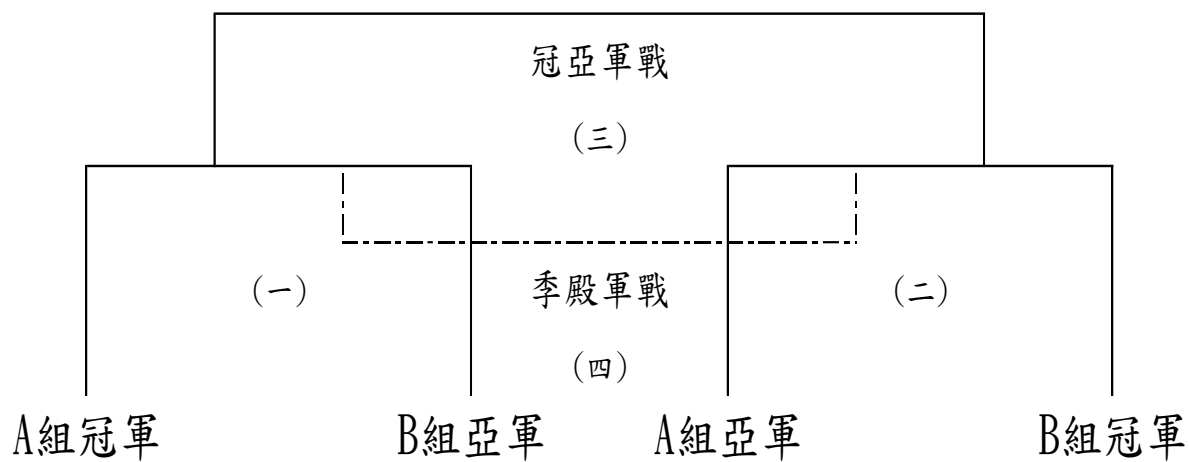 冠亞軍戰
(三)
(一)
季殿軍戰
(二)
(四)
A組冠軍
B組亞軍
A組亞軍
B組冠軍